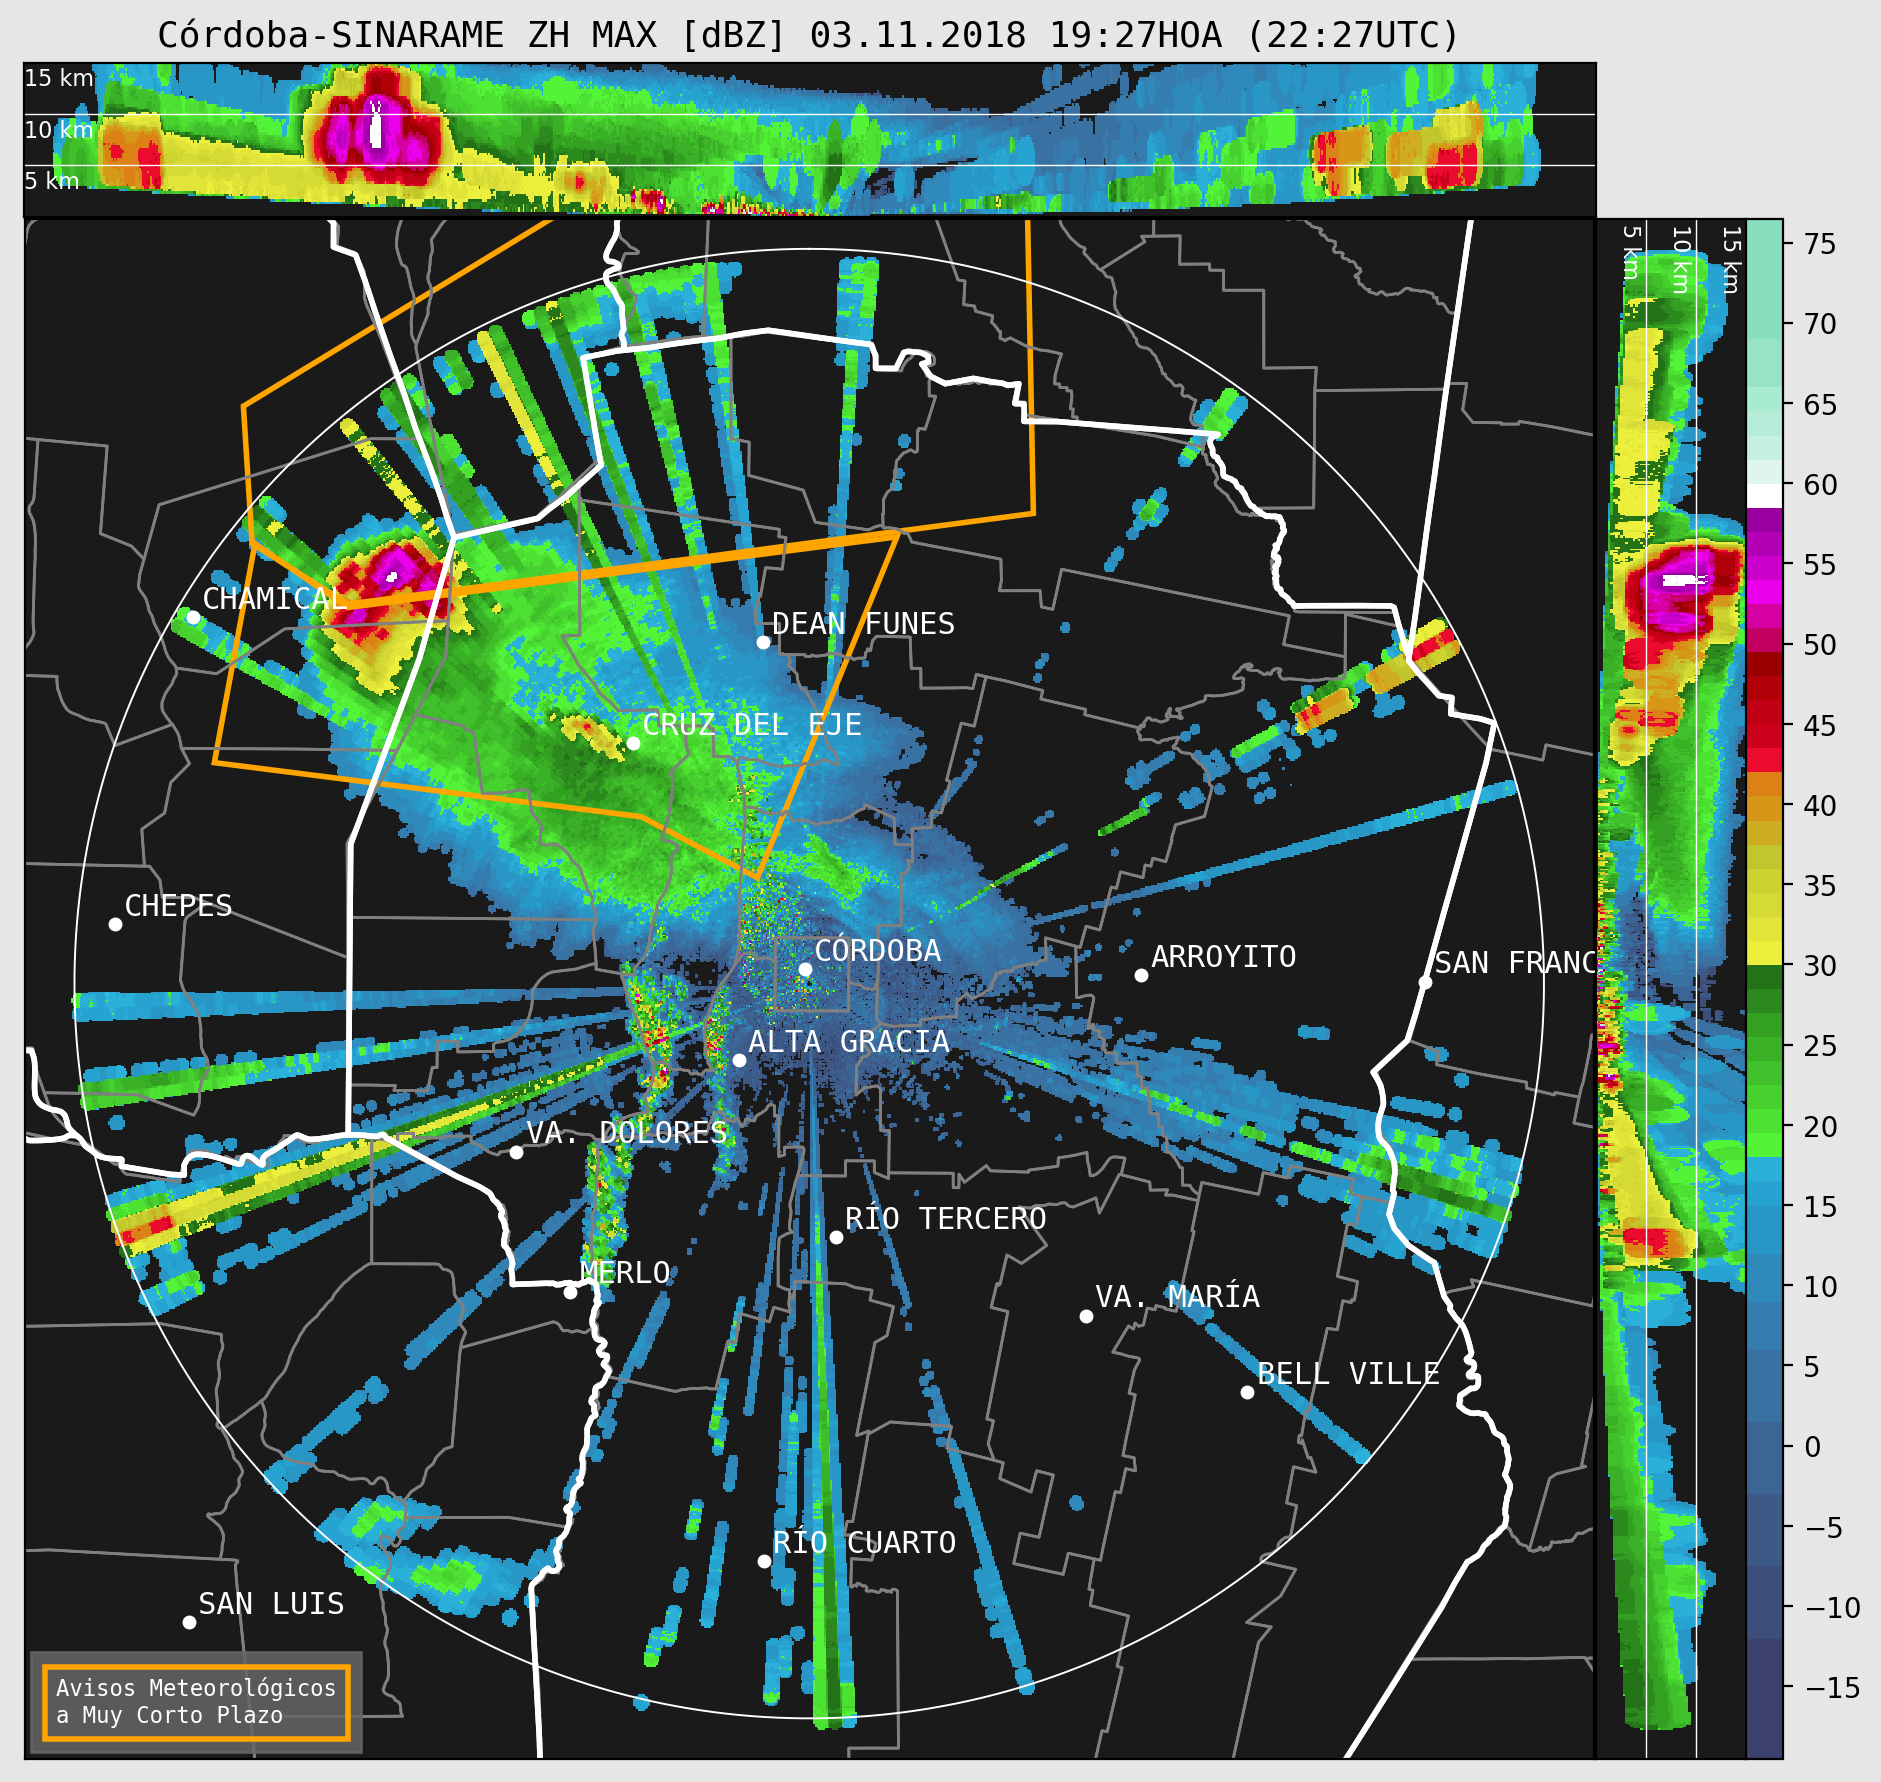 Córdoba-SINARAME ZH MAX [dBZ] 03.11.2018 19:27HOA (22:27UTC)
15 km
10 km
5 km
5 km
10 km
15 km
75
70
65
60
55
50
45
40
35
30
25
20
15
10
5
0
−5
−10
−15
CHAMICAL
DEAN FUNES
CRUZ DEL EJE
CHEPES
CÓRDOBA
ARROYITO
SAN FRANC
ALTA GRACIA
VA. DOLORES
RÍO TERCERO
MERLO
VA. MARÍA
BELL VILLE
RÍO CUARTO
SAN LUIS
Avisos Meteorológicos
a Muy Corto Plazo